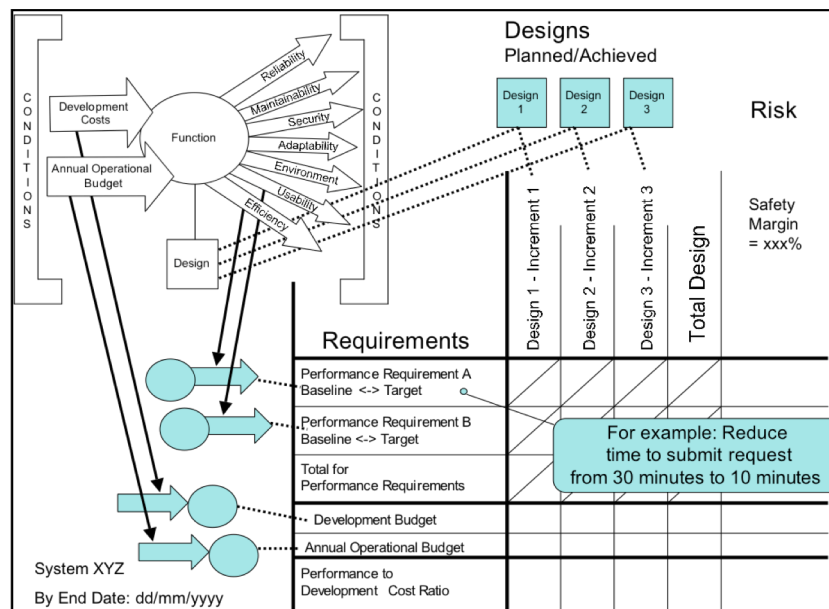 Designs
Planned/Achieved
CONDITIONS
CONDITIONS
Development
Costs
Annual Operational
Budget
Function
Reliability
Maintainability
Security
Adaptability
Environment
Usability
Efficiency
Design
Design
1
Design
2
Design
3
Risk
Safety
Margin
= xxx%
Design 1 - Increment 1
Design 2 - Increment 2
Design 3 - Increment 3
Total Design
Requirements
Performance Requirement A
Baseline <-> Target
Performance Requirement B
Baseline <-> Target
Total for
Performance Requirements
For example: Reduce
time to submit request
from 30 minutes to 10 minutes
Development Budget
Annual Operational Budget
Performance to
Development Cost Ratio
System XYZ
By End Date: dd/mm/yyyy